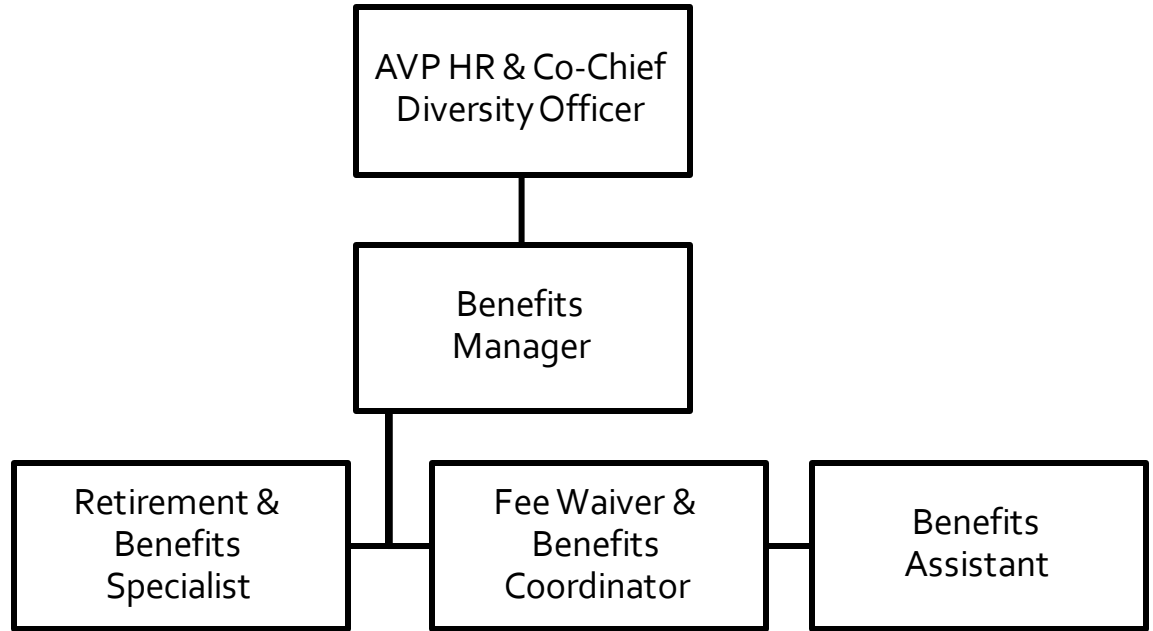 AVP HR & Co-Chief
Diversity Officer
Benefits
Manager
Retirement &
Benefits
Specialist
Fee Waiver &
Benefits
Coordinator
Benefits
Assistant